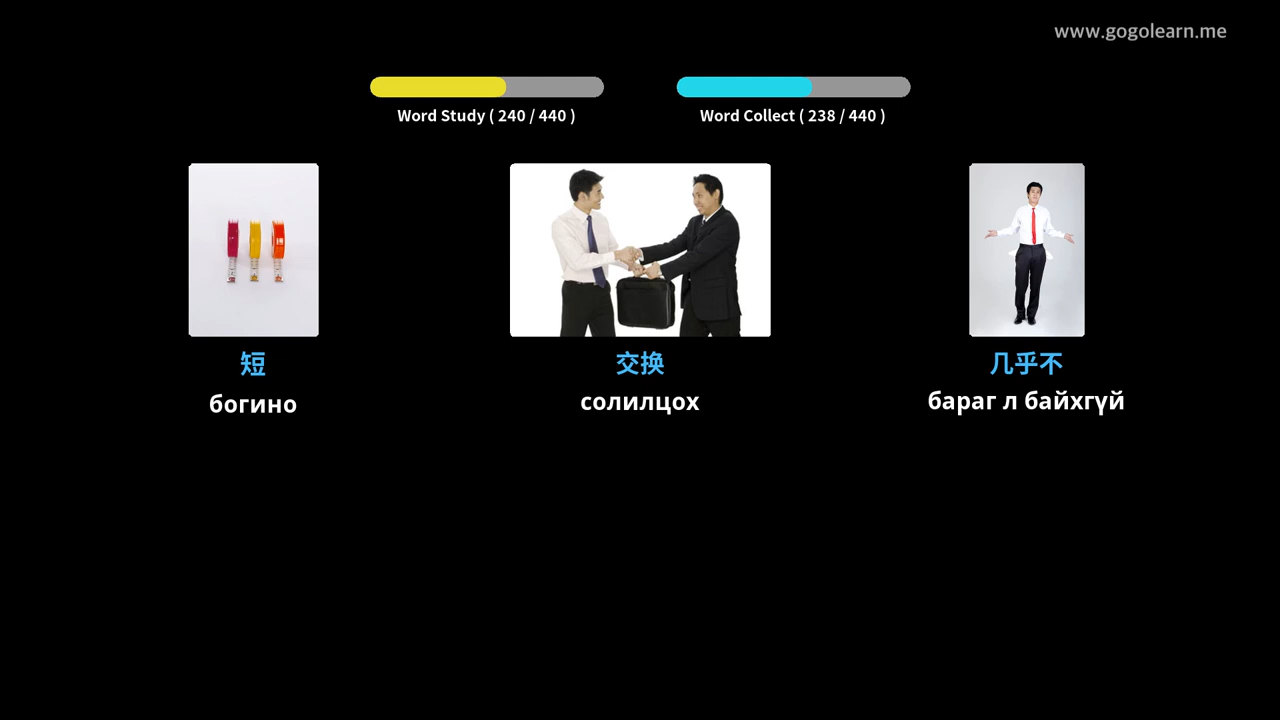 www.gogolearn.me
Word Study ( 240 / 440 )
Word Collect ( 238 / 440 )
短
交换
几乎不
богино
солилцох
бараг л байхгүй